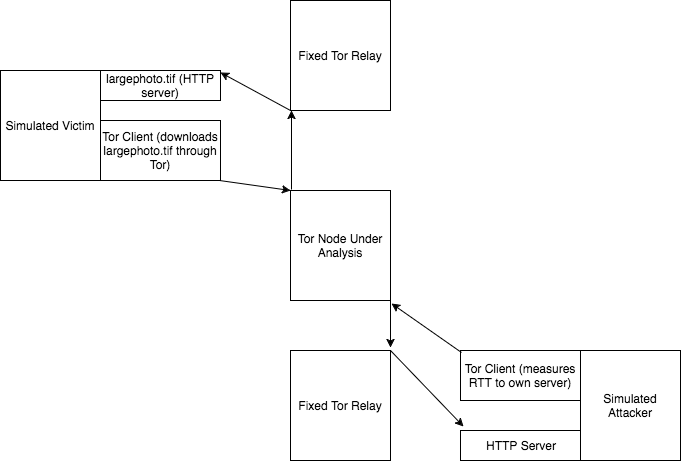 Fixed Tor Relay
largephoto.tif (HTTP
server)
Simulated Victim
Tor Client (downloads
largephoto.tif through
Tor)
Tor Node Under
Analysis
Tor Client (measures
RTT to own server)
Simulated
Attacker
Fixed Tor Relay
HTTP Server